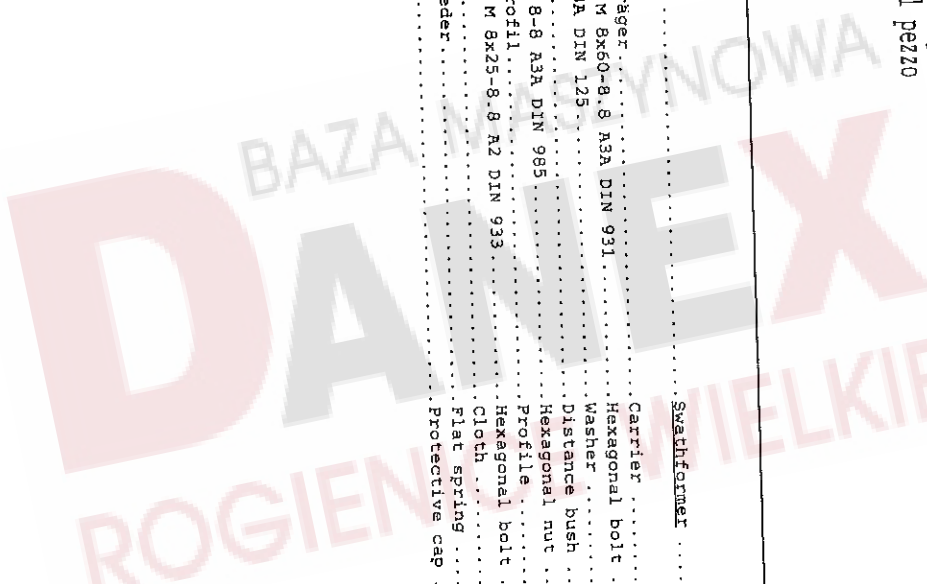 l pezzo
........Swathformer ....
äger........Carrier ........
M 8x60-8.8 A3A DIN 931........Hexagonal bolt .
A DIN 125........Washer ......
........Distance bush ..
8-8 A3A DIN 985........Hexagonal nut ..
rofil........Profile ......
M 8x25-8.8 A2 DIN 933........Hexagonal bolt .
........Cloth ........
eder........Flat spring ....
........Protective cap .
BAZA MASZYNOWA
DANEX
ROGIENICE WIELKIE